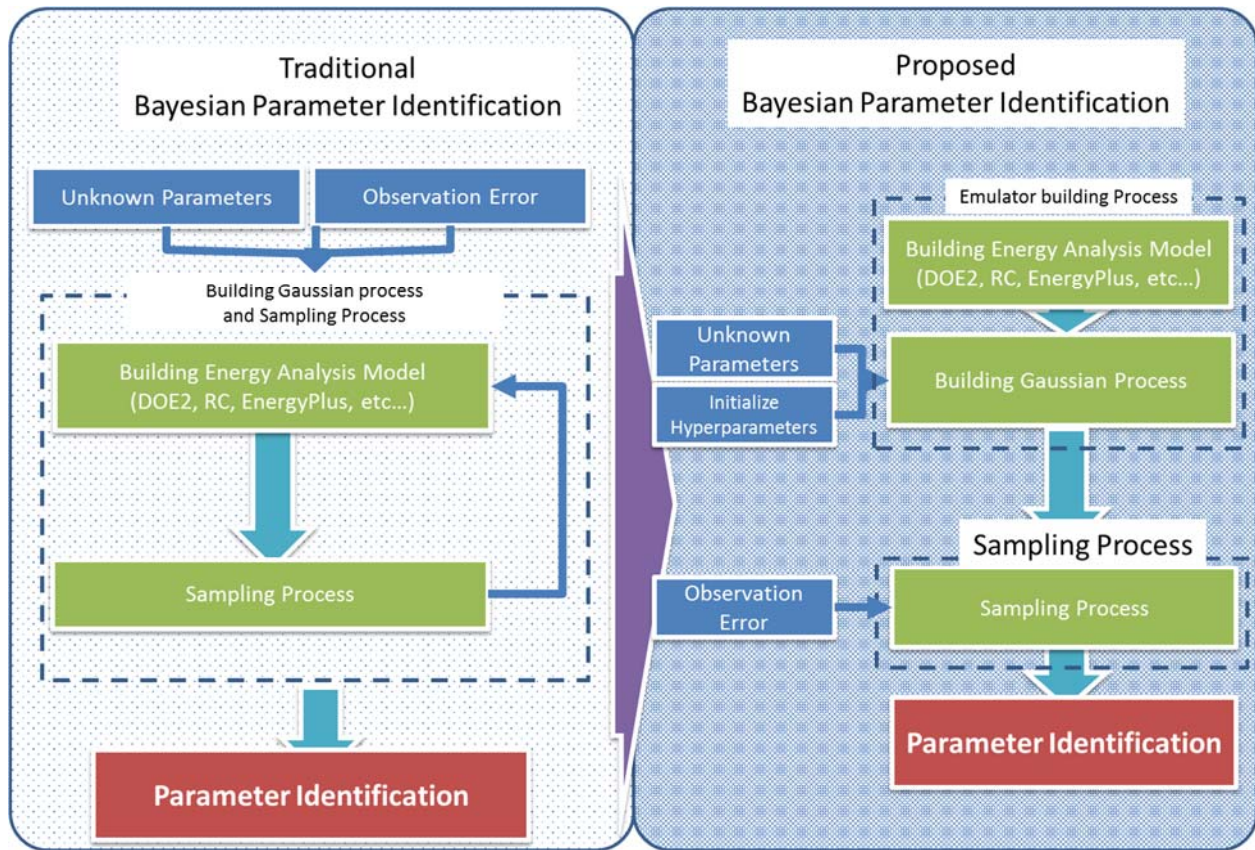 Traditional
Bayesian Parameter Identification
Unknown Parameters
Observation Error
Building Gaussian process
and Sampling Process
Building Energy Analysis Model
(DOE2, RC, EnergyPlus, etc...)
Sampling Process
Parameter Identification
Proposed
Bayesian Parameter Identification
Emulator building Process
Building Energy Analysis Model
(DOE2, RC, EnergyPlus, etc...)
Unknown
Parameters
Initialize
Hyperparameters
Building Gaussian Process
Sampling Process
Observation
Error
Sampling Process
Parameter Identification